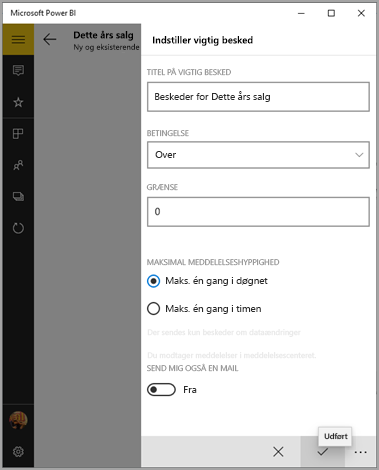 Microsoft Power BI
Dette års salg
Ny og eksisterende
Indstiller vigtig besked
TITEL PÅ VIGTIG BESKED
Beskeder for Dette års salg
BETINGELSE
Over
GRÆNSE
0
MAKSIMAL MEDDELELSESHYPPIGHED
Maks. én gang i døgnet
Maks. én gang i timen
Der sendes kun beskeder om dataændringer.
Du modtager meddelelser i meddelelsescenteret.
SEND MIG OGSÅ EN MAIL
Fra
Udført